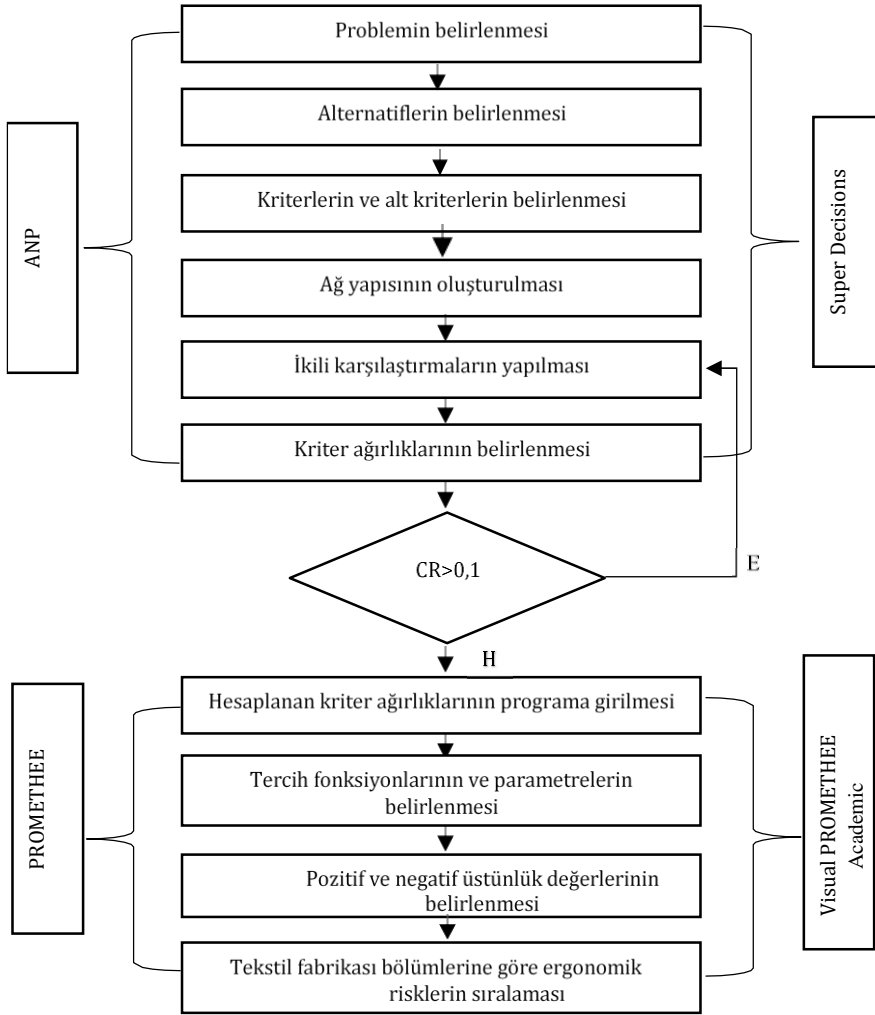 Problemin belirlenmesi
Alternatiflerin belirlenmesi
Kriterlerin ve alt kriterlerin belirlenmesi
ANP
Super Decisions
Ağ yapısının oluşturulması
İkili karşılaştırmaların yapılması
Kriter ağırlıklarının belirlenmesi
CR>0,1
E
H
Hesaplanan kriter ağırlıklarının programa girilmesi
Tercih fonksiyonlarının ve parametrelerin
belirlenmesi
PROMETHEE
Visual PROMETHEE
Academic
Pozitif ve negatif üstünlük değerlerinin
belirlenmesi
Tekstil fabrikası bölümlerine göre ergonomik
risklerin sıralaması